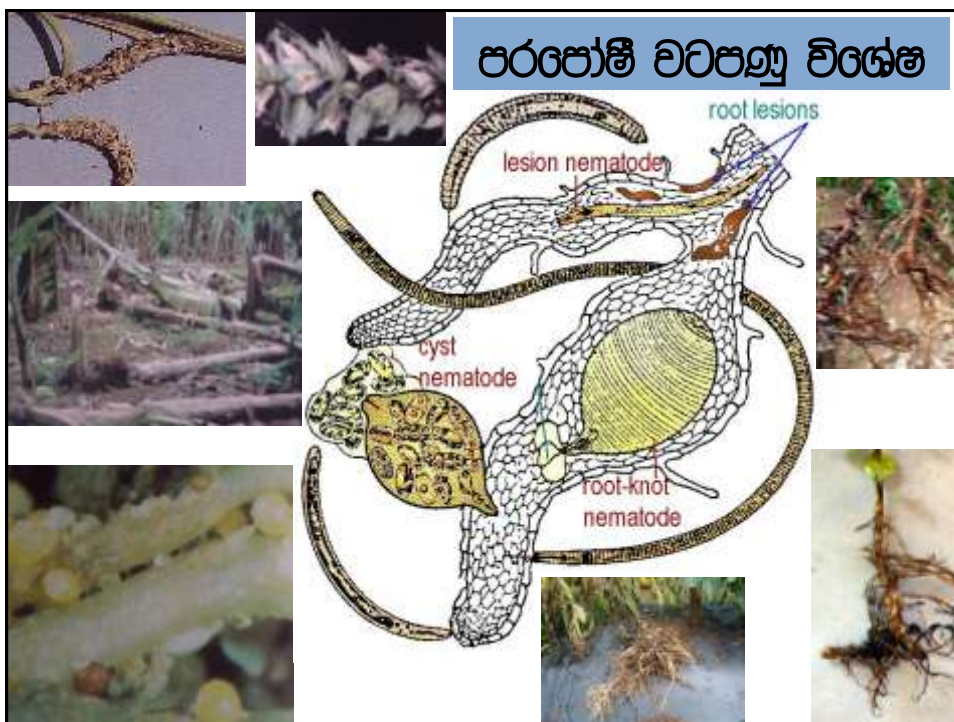 පරපෝෂී වටපණු විශේෂ
root lesions
lesion nematode
cyst
nematode
root-knot
nematode